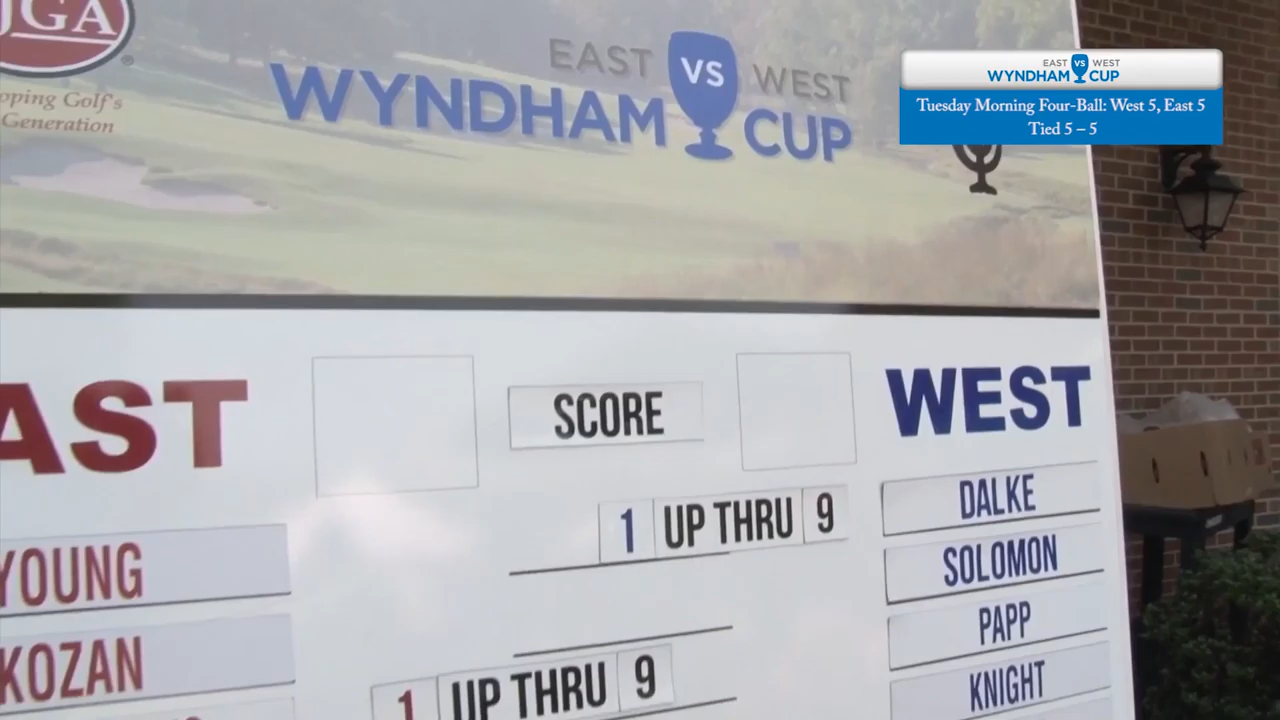 JGA
®
oping Golf's
Generation
EAST VS WEST
WYNDHAM CUP
EAST VS WEST
WYNDHAM CUP
Tuesday Morning Four-Ball: West 5, East 5
Tied 5 – 5
AST
SCORE
WEST
1 UP THRU 9
DALKE
YOUNG
SOLOMON
KOZAN
PAPP
1 UP THRU 9
KNIGHT